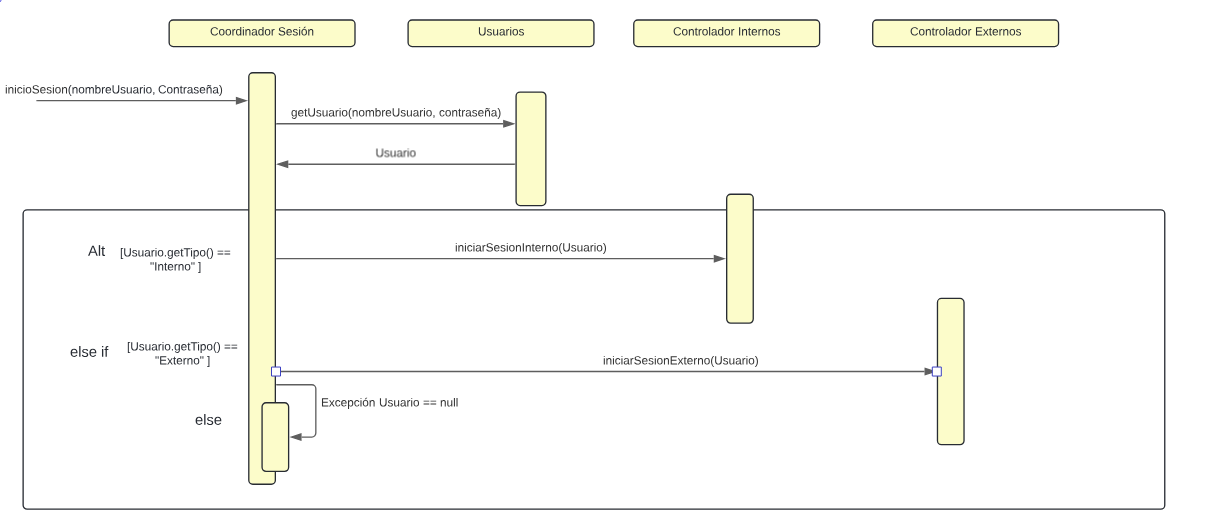 Coordinador Sesión
Usuarios
Controlador Internos
Controlador Externos
inicioSesion(nombreUsuario, Contraseña)
getUsuario(nombreUsuario, contraseña)
Usuario
Alt
[Usuario.getTipo() ==
"Interno" ]
iniciarSesionInterno(Usuario)
else if
[Usuario.getTipo() ==
"Externo" ]
iniciarSesionExterno(Usuario)
Excepción Usuario == null
else